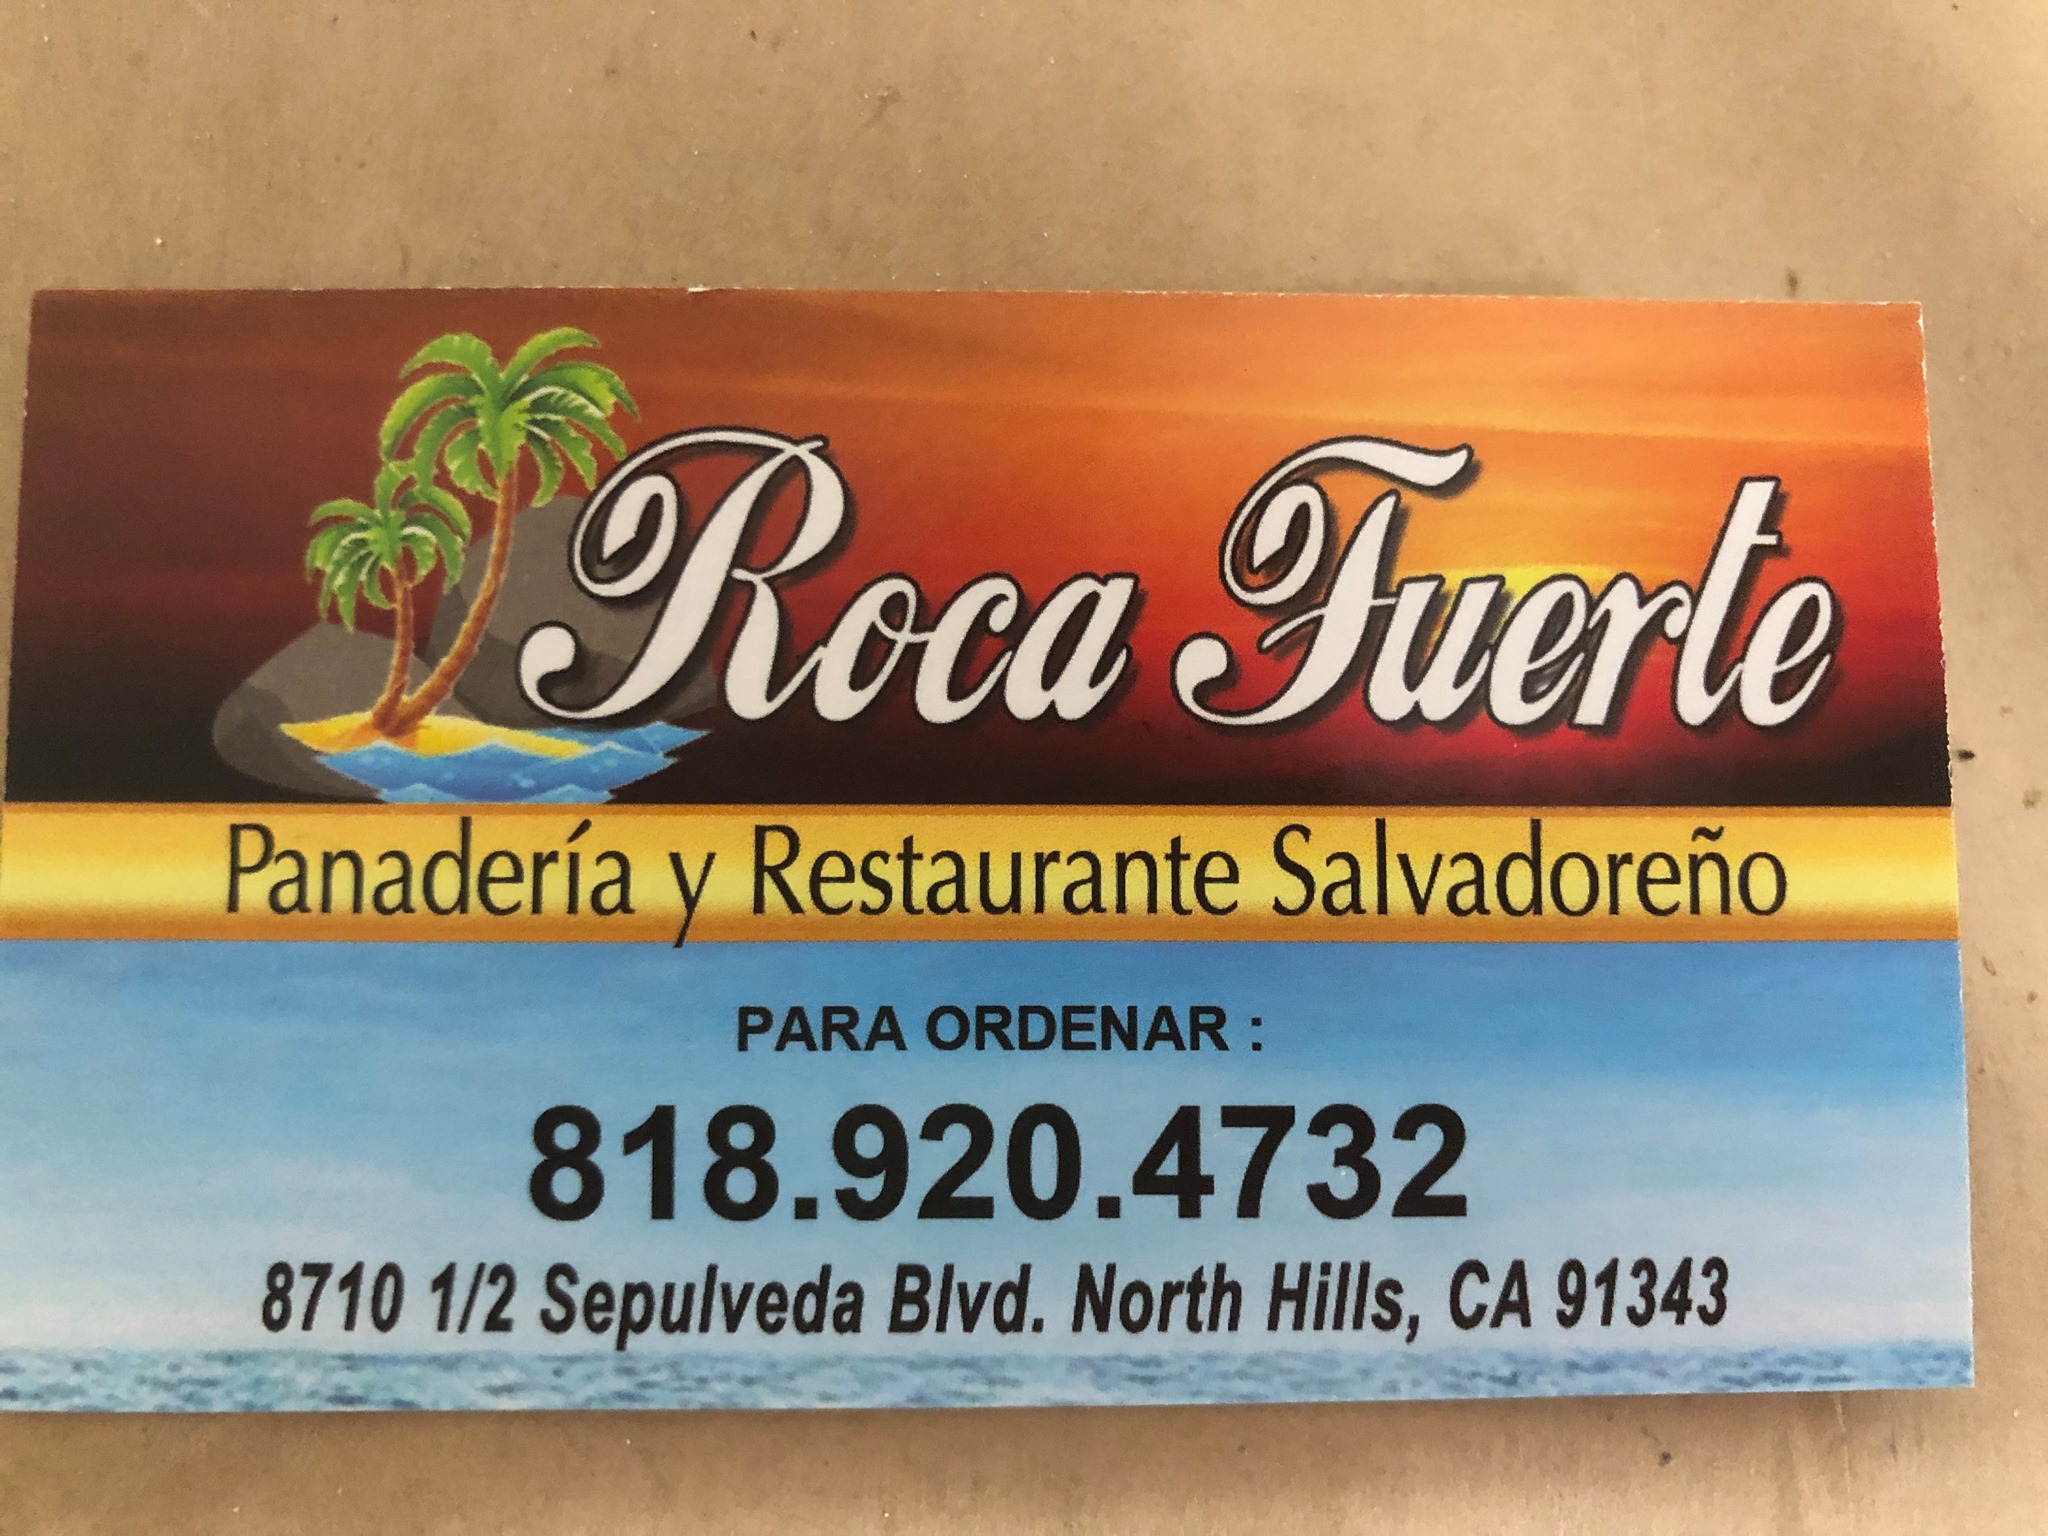 Roca Fuerte
Panadería y Restaurante Salvadoreño
PARA ORDENAR :
818.920.4732
8710 1/2 Sepulveda Blvd. North Hills, CA 91343